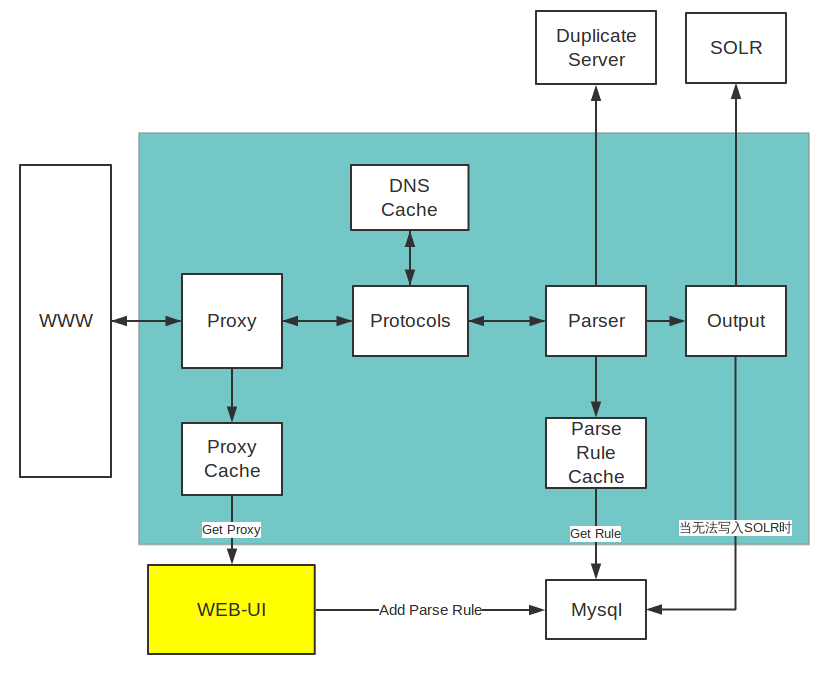 Duplicate
Server
SOLR
DNS
Cache
WWW
Proxy
Protocols
Parser
Output
Proxy
Cache
Parse
Rule
Cache
Get Proxy
Get Rule
当无法写入SOLR时
WEB-UI
Add Parse Rule
Mysql